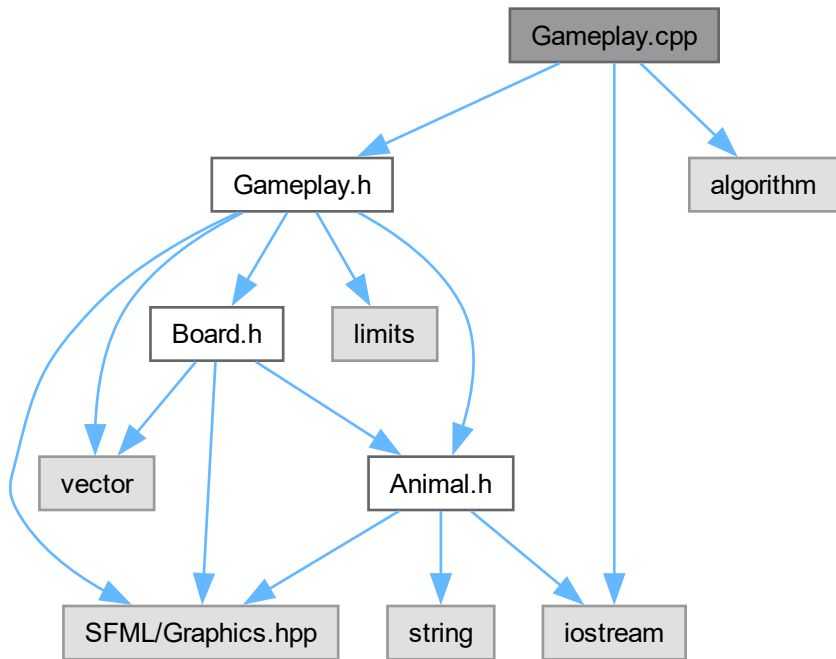 Gameplay.cpp
Gameplay.h
algorithm
Board.h
limits
vector
Animal.h
SFML/Graphics.hpp
string
iostream